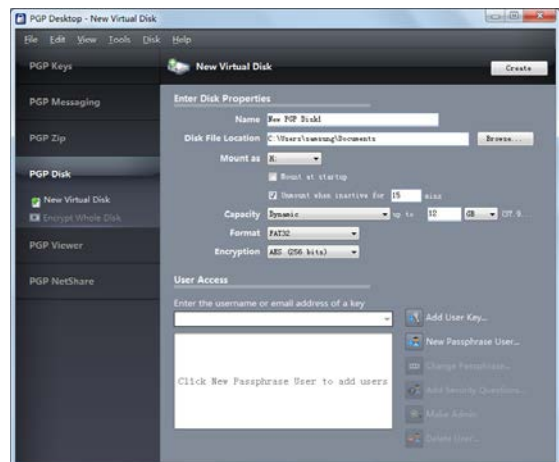 PGP Desktop - New Virtual Disk
File Edit View Tools Disk Help
PGP Keys
PGP Messaging
PGP Zip
PGP Disk
New Virtual Disk
Encrypt Whole Disk
PGP Viewer
PGP NetShare
New Virtual Disk
Create
Enter Disk Properties
Name New PGP Disk1
Disk File Location C:\Users\samsung\Documents Browse...
Mount as
Mount at startup
Unmount when inactive for 15 mins
Capacity Dynamic up to 12 GB
Format FAT32
Encryption AES (256 bits)
User Access
Enter the username or email address of a key
Click New Passphrase User to add users
Add User Key...
New Passphrase User...
Change Passphrase...
Add Security Questions...
Make Admin
Delete User...